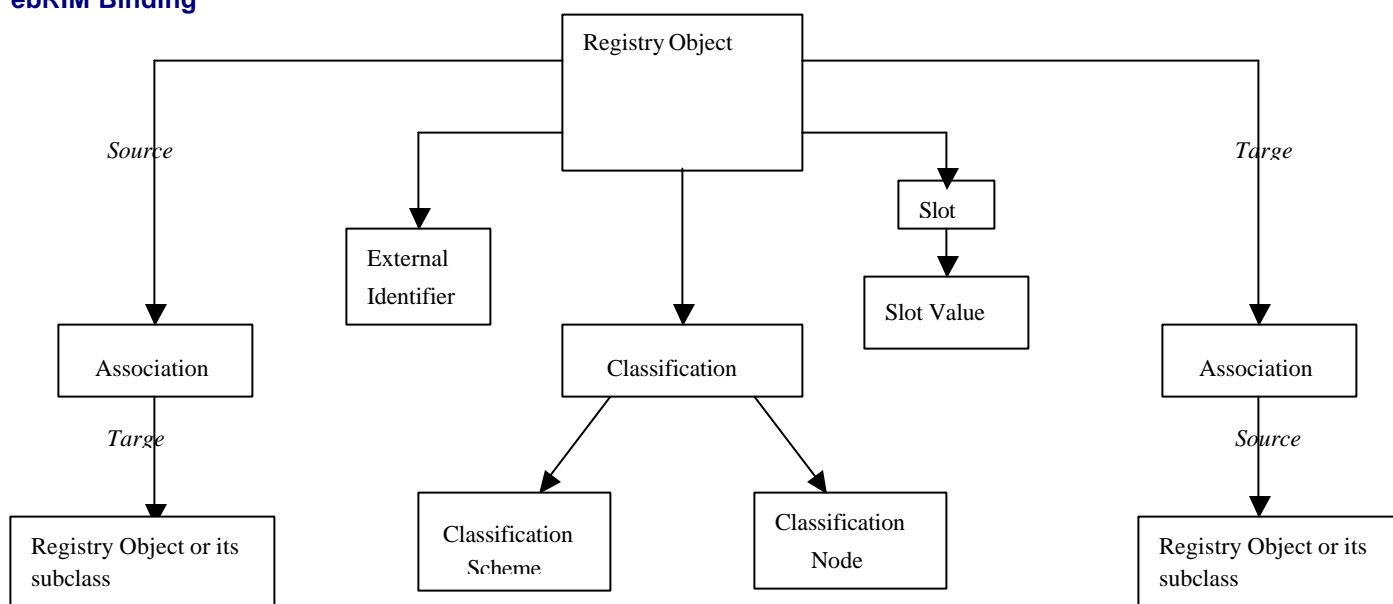 ebRIM Binding
Registry Object
Source
Targe
Slot
External
Identifier
Slot Value
Association
Classification
Association
Targe
Source
Classification
Scheme
Classification
Node
Registry Object or its
subclass
Registry Object or its
subclass